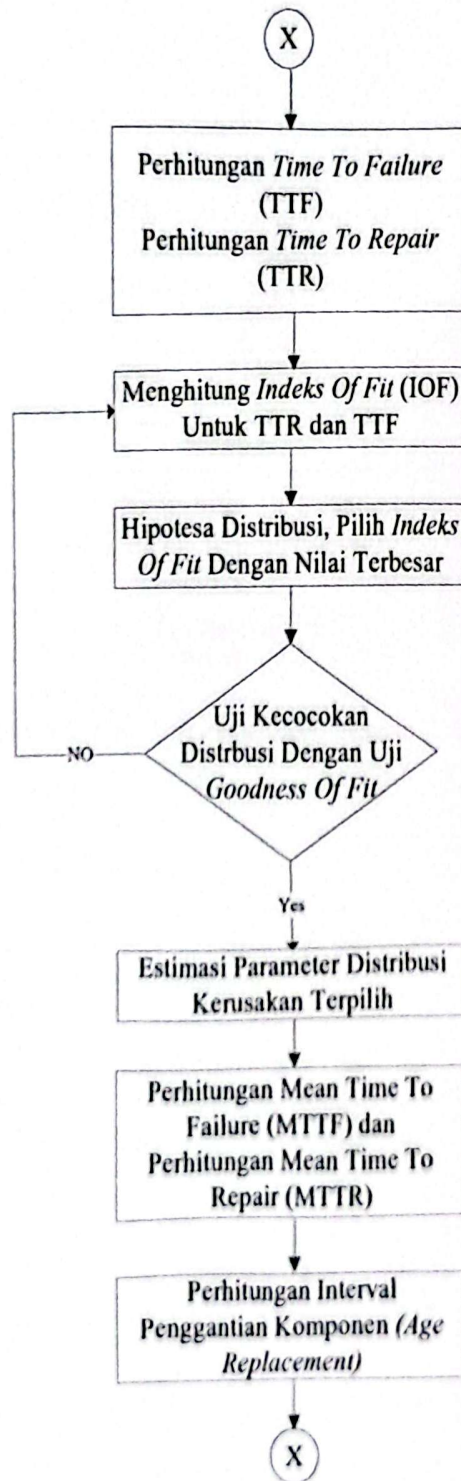 X
Perhitungan Time To Failure
(TTF)
Perhitungan Time To Repair
(TTR)
Menghitung Indeks Of Fit (IOF)
Untuk TTR dan TTF
Hipotesa Distribusi, Pilih Indeks
Of Fit Dengan Nilai Terbesar
Uji Kecocokan
Distrbusi Dengan Uji
Goodness Of Fit
NO
Yes
Estimasi Parameter Distribusi
Kerusakan Terpilih
Perhitungan Mean Time To
Failure (MTTF) dan
Perhitungan Mean Time To
Repair (MTTR)
Perhitungan Interval
Penggantian Komponen (Age
Replacement)
X